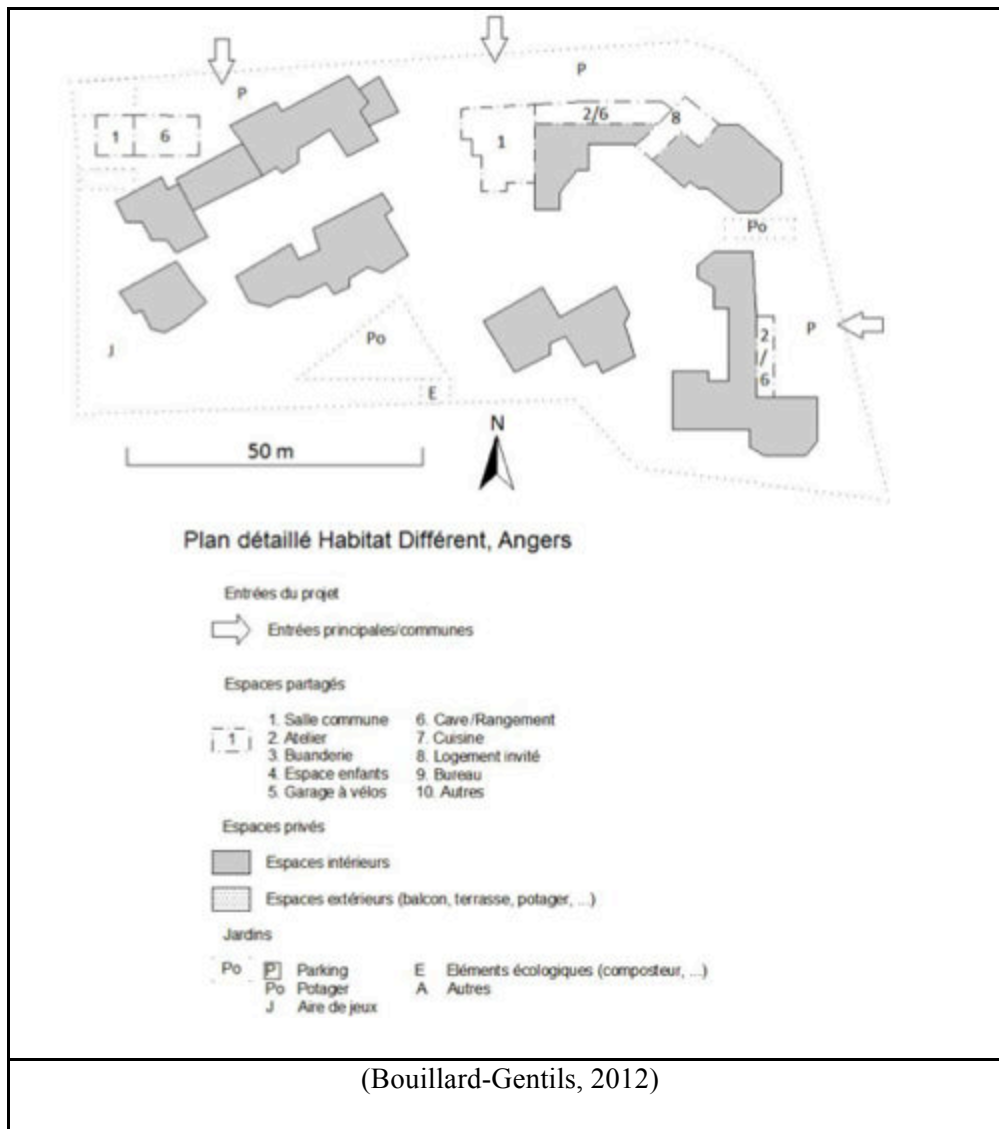 P
P
1
6
1
2/6
8
Po
P
2
/
6
J
Po
E
50 m
N
Plan détaillé Habitat Différent, Angers
Entrées du projet
Entrées principales/communes
Espaces partagés
1
1. Salle commune 6. Cave/Rangement
2. Atelier 7. Cuisine
3. Buanderie 8. Logement invité
4. Espace enfants 9. Bureau
5. Garage à vélos 10. Autres
Espaces privés
Espaces intérieurs
Espaces extérieurs (balcon, terrasse, potager, ...)
Jardins
Po P Parking E Eléments écologiques (composteur, ...)
Po Potager A Autres
J Aire de jeux
(Bouillard-Gentils, 2012)